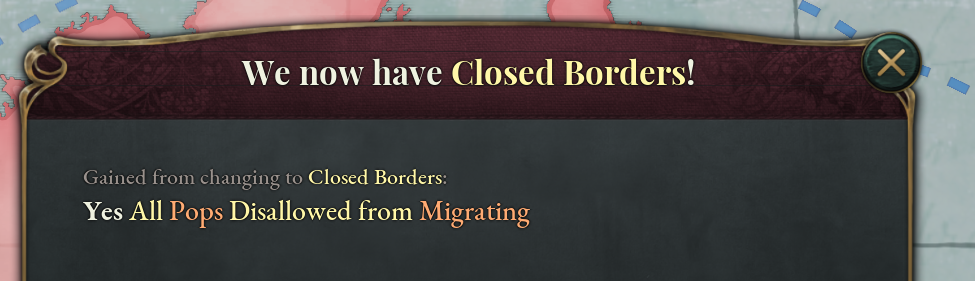 We now have Closed Borders!
Gained from changing to Closed Borders:
Yes All Pops Disallowed from Migrating